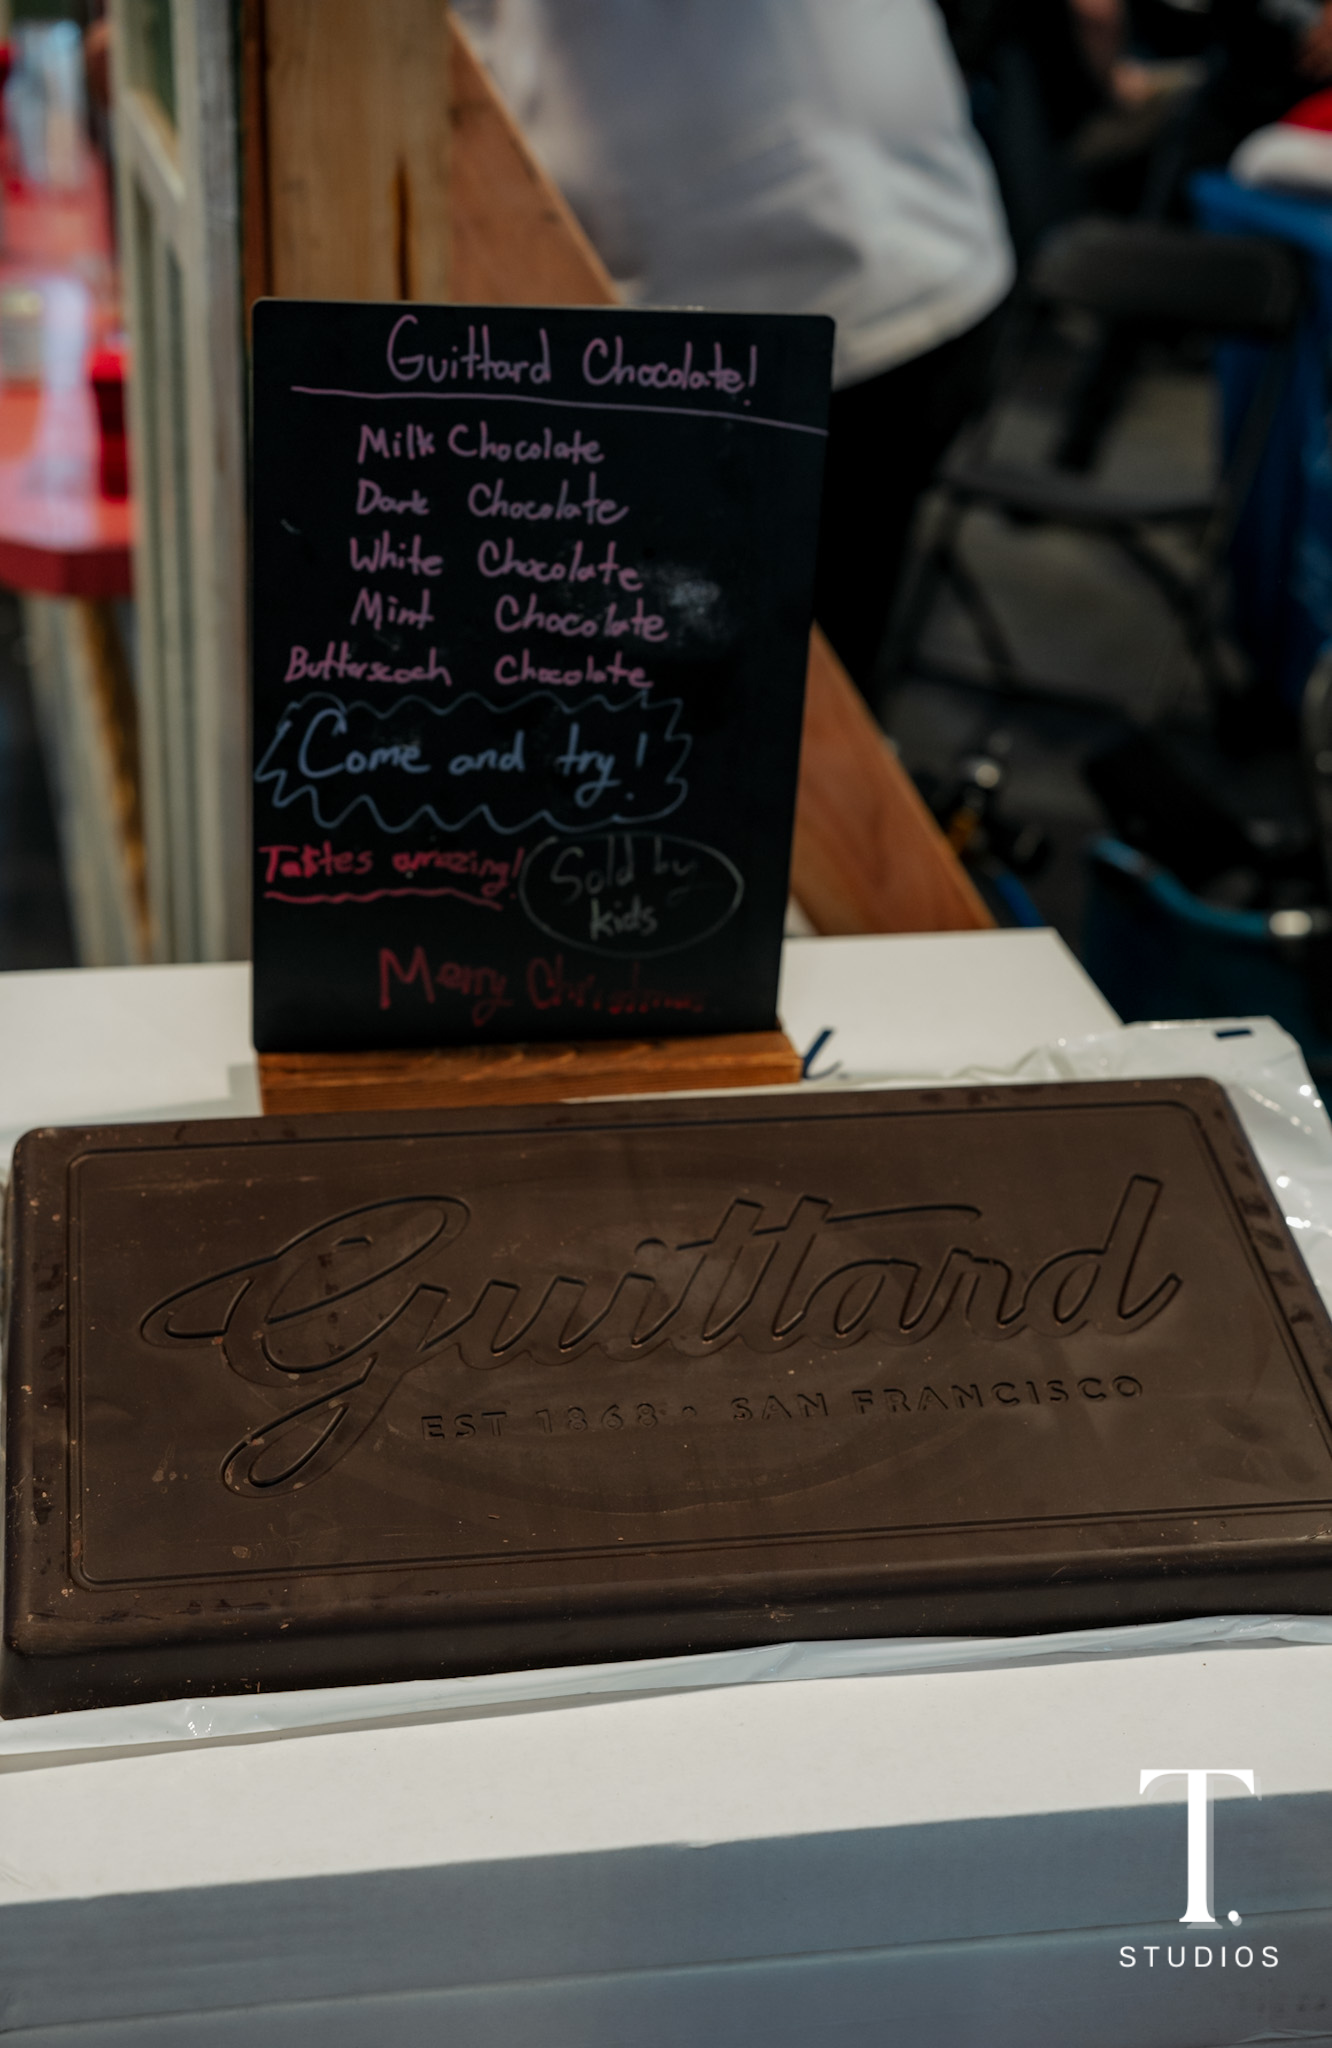 Guittard Chocolate!
Milk Chocolate
Dark Chocolate
White Chocolate
Mint Chocolate
Butterscoch Chocolate
Come and try!
Tastes amazing!
Sold by
kids
Merry Christmas
Guittard
EST 1868 • SAN FRANCISCO
T.
STUDIOS